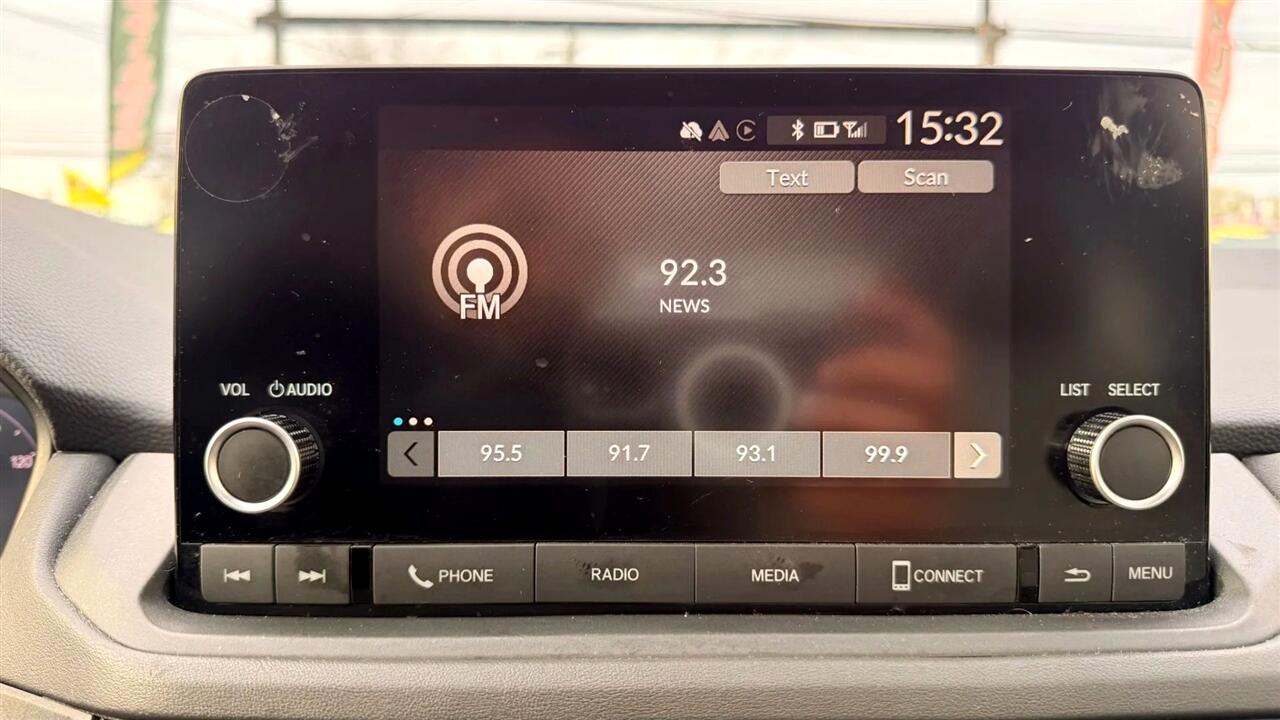 15:32
Text Scan
FM
92.3
NEWS
VOL AUDIO
LIST SELECT
95.5 91.7 93.1 99.9
120
PHONE RADIO MEDIA CONNECT MENU